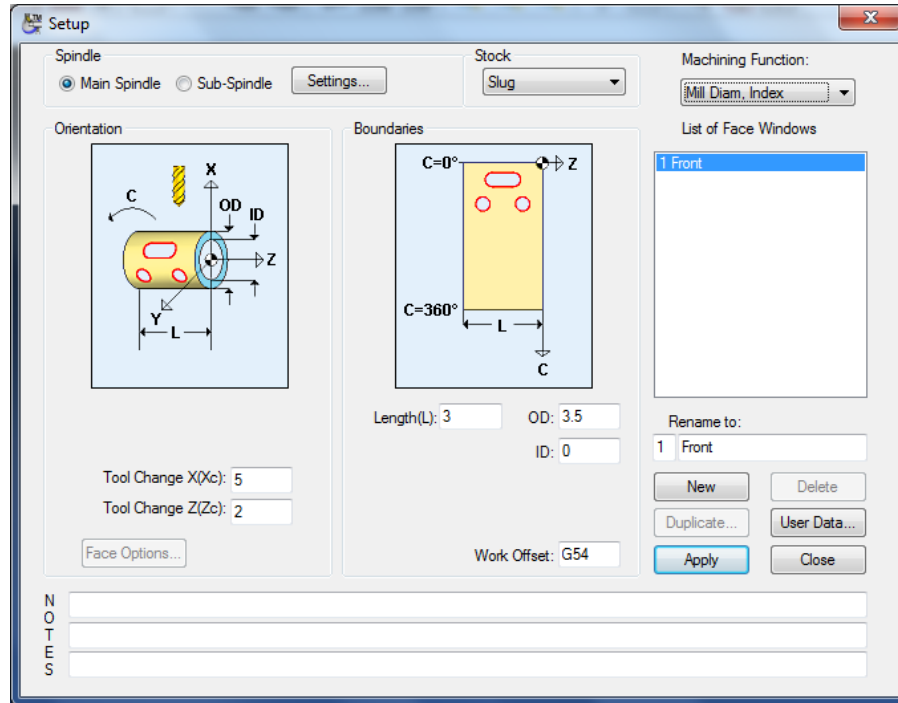 Setup
Spindle
Main Spindle
Sub-Spindle
Settings...
Stock
Slug
Machining Function:
Mill Diam, Index
Orientation
X
C
OD
ID
Z
Y
L
Boundaries
C=0°
Z
C=360°
L
C
List of Face Windows
1 Front
Length(L): 3
OD: 3.5
ID: 0
Tool Change X(Xc): 5
Tool Change Z(Zc): 2
Face Options...
Work Offset: G54
Rename to:
1 Front
New
Delete
Duplicate...
User Data...
Apply
Close
NOTES